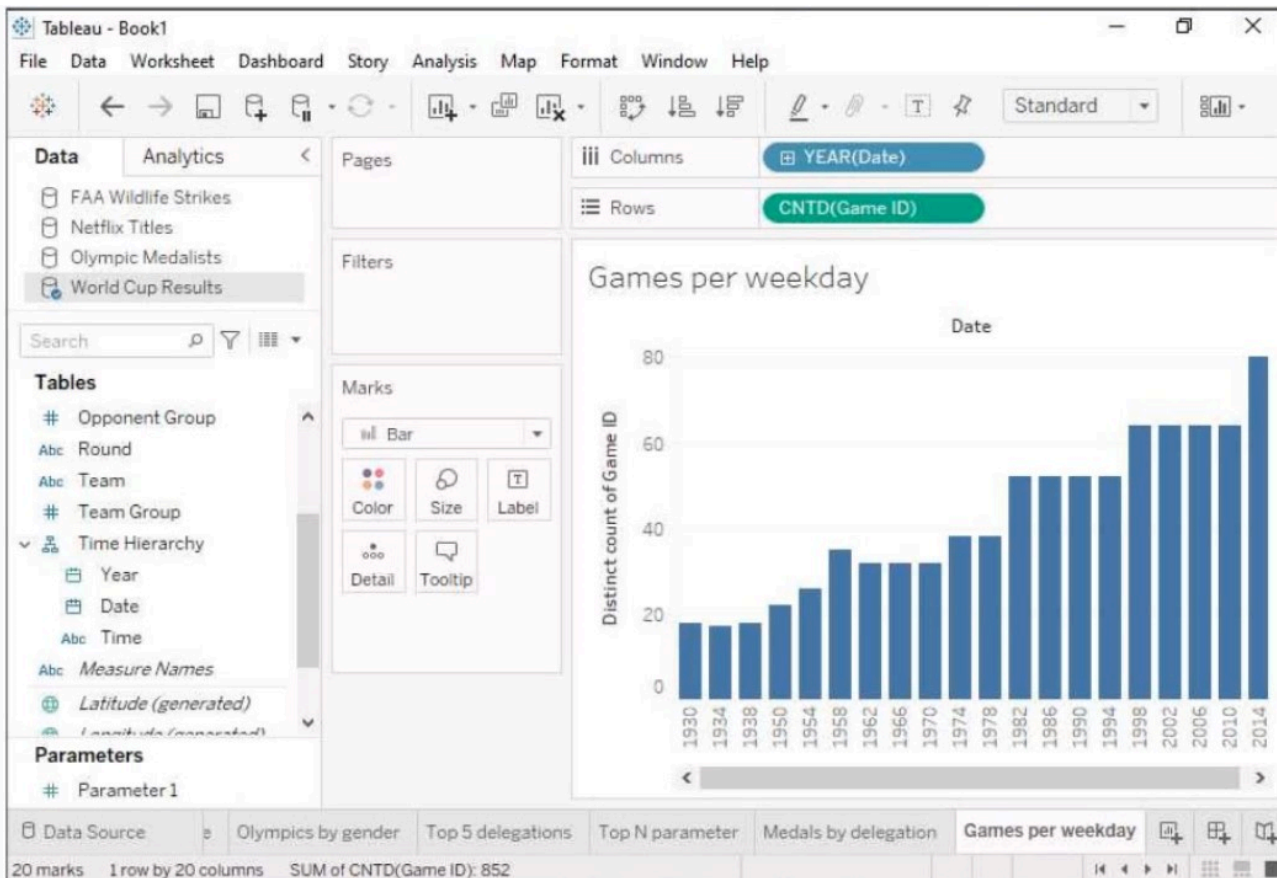 Tableau - Book1
File Data Worksheet Dashboard Story Analysis Map Format Window Help
Standard
Data Analytics
FAA Wildlife Strikes
Netflix Titles
Olympic Medalists
World Cup Results
Search
Tables
# Opponent Group
Abc Round
Abc Team
# Team Group
Time Hierarchy
Year
Date
Abc Time
Abc Measure Names
Latitude (generated)
Longitude (generated)
Parameters
# Parameter 1
Pages
Filters
Marks
Bar
Color Size Label
Detail Tooltip
Columns YEAR(Date)
Rows CNTD(Game ID)
Games per weekday
Date
Distinct count of Game ID
80
60
40
20
0
1930 1934 1938 1950 1954 1958 1962 1966 1970 1974 1978 1982 1986 1990 1994 1998 2002 2006 2010 2014
Data Source e Olympics by gender Top 5 delegations Top N parameter Medals by delegation Games per weekday
20 marks 1 row by 20 columns SUM of CNTD(Game ID): 852